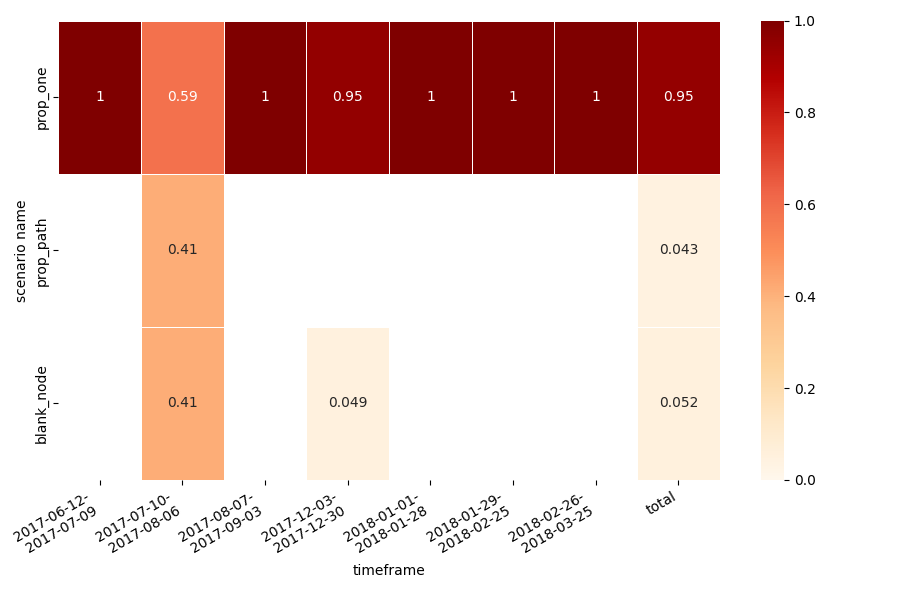 1.0
prop_one
1 0.59 1 0.95 1 1 1 0.95
0.8
0.6
scenario name
prop_path
0.41 0.043
0.4
0.2
blank_node
0.41 0.049 0.052
0.0
2017-06-12-
2017-07-09
2017-07-10-
2017-08-06
2017-08-07-
2017-09-03
2017-12-03-
2017-12-30
2018-01-01-
2018-01-28
2018-01-29-
2018-02-25
2018-02-26-
2018-03-25
total
timeframe